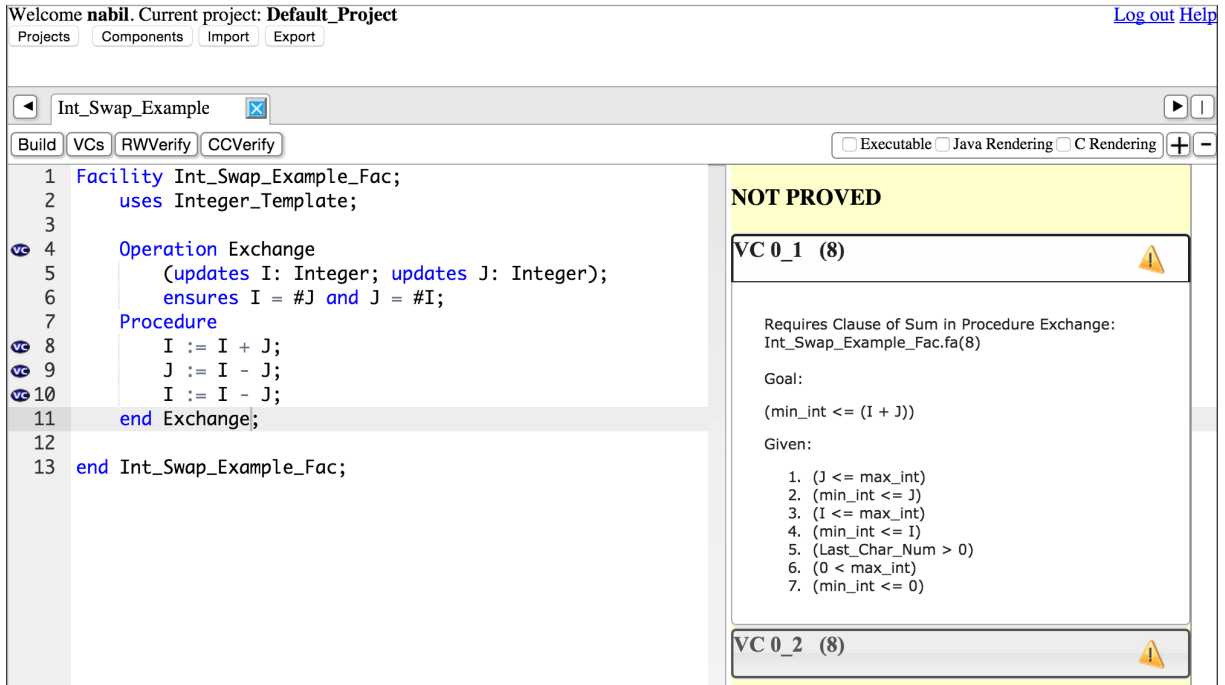 Welcome nabil. Current project: Default_Project
Log out Help
Projects Components Import Export
Int_Swap_Example
Build VCs RWVerify CCVerify
Executable Java Rendering C Rendering + -
1 Facility Int_Swap_Example_Fac;
2 uses Integer_Template;
3
VC 4 Operation Exchange
5 (updates I: Integer; updates J: Integer);
6 ensures I = #J and J = #I;
7 Procedure
VC 8 I := I + J;
VC 9 J := I - J;
VC 10 I := I - J;
11 end Exchange;
12
13 end Int_Swap_Example_Fac;
NOT PROVED
VC 0_1 (8)
Requires Clause of Sum in Procedure Exchange:
Int_Swap_Example_Fac.fa(8)
Goal:
(min_int <= (I + J))
Given:
1. (J <= max_int)
2. (min_int <= J)
3. (I <= max_int)
4. (min_int <= I)
5. (Last_Char_Num > 0)
6. (0 < max_int)
7. (min_int <= 0)
VC 0_2 (8)